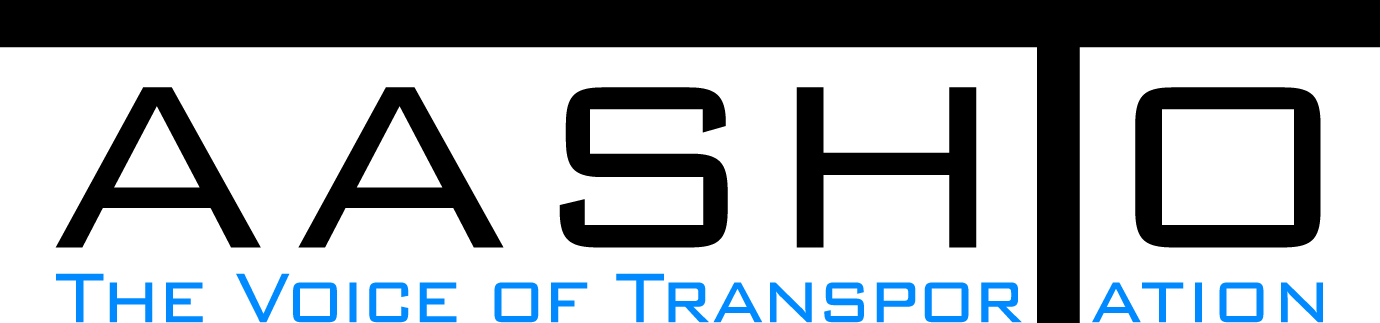 AASHTO
The Voice of Transportation